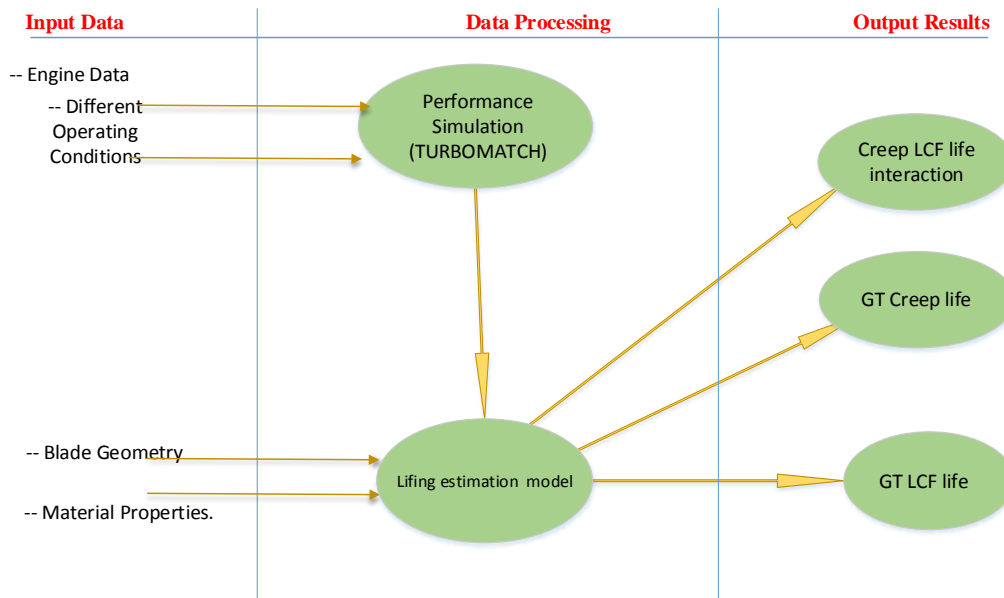 Input Data
Data Processing
Output Results
-- Engine Data
-- Different
Operating
Conditions
Performance
Simulation
(TURBOMATCH)
Creep LCF life
interaction
GT Creep life
-- Blade Geometry
-- Material Properties.
Lifing estimation model
GT LCF life